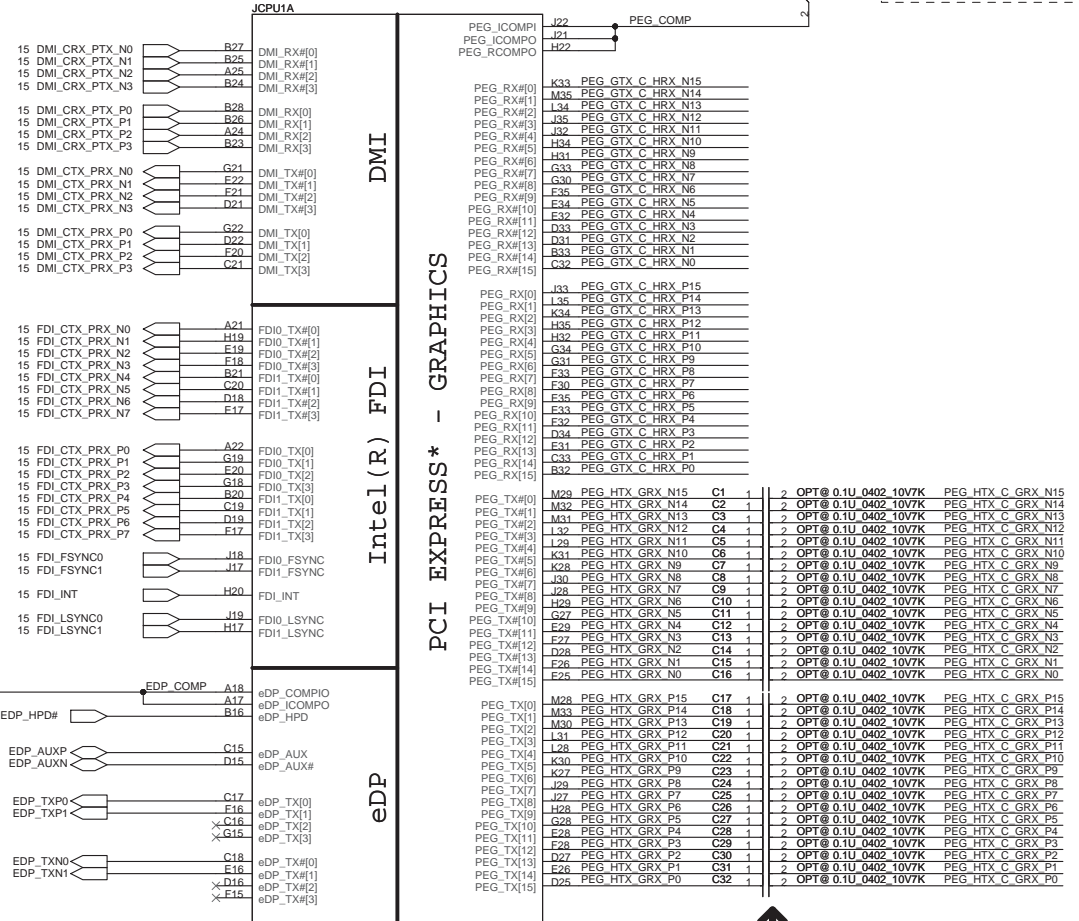 JCPU1A
2
15 DMI_CRX_PTX_N0 B27 DMI_RX#[0]
15 DMI_CRX_PTX_N1 B25 DMI_RX#[1]
15 DMI_CRX_PTX_N2 A25 DMI_RX#[2]
15 DMI_CRX_PTX_N3 B24 DMI_RX#[3]
15 DMI_CRX_PTX_P0 B28 DMI_RX[0]
15 DMI_CRX_PTX_P1 B26 DMI_RX[1]
15 DMI_CRX_PTX_P2 A24 DMI_RX[2]
15 DMI_CRX_PTX_P3 B23 DMI_RX[3]
15 DMI_CTX_PRX_N0 G21 DMI_TX#[0]
15 DMI_CTX_PRX_N1 E22 DMI_TX#[1]
15 DMI_CTX_PRX_N2 F21 DMI_TX#[2]
15 DMI_CTX_PRX_N3 D21 DMI_TX#[3]
15 DMI_CTX_PRX_P0 G22 DMI_TX[0]
15 DMI_CTX_PRX_P1 D22 DMI_TX[1]
15 DMI_CTX_PRX_P2 F20 DMI_TX[2]
15 DMI_CTX_PRX_P3 C21 DMI_TX[3]
DMI
15 FDI_CTX_PRX_N0 A21 FDI0_TX#[0]
15 FDI_CTX_PRX_N1 H19 FDI0_TX#[1]
15 FDI_CTX_PRX_N2 E19 FDI0_TX#[2]
15 FDI_CTX_PRX_N3 F18 FDI0_TX#[3]
15 FDI_CTX_PRX_N4 B21 FDI1_TX#[0]
15 FDI_CTX_PRX_N5 C20 FDI1_TX#[1]
15 FDI_CTX_PRX_N6 D18 FDI1_TX#[2]
15 FDI_CTX_PRX_N7 E17 FDI1_TX#[3]
15 FDI_CTX_PRX_P0 A22 FDI0_TX[0]
15 FDI_CTX_PRX_P1 G19 FDI0_TX[1]
15 FDI_CTX_PRX_P2 E20 FDI0_TX[2]
15 FDI_CTX_PRX_P3 G18 FDI0_TX[3]
15 FDI_CTX_PRX_P4 B20 FDI1_TX[0]
15 FDI_CTX_PRX_P5 C19 FDI1_TX[1]
15 FDI_CTX_PRX_P6 D19 FDI1_TX[2]
15 FDI_CTX_PRX_P7 F17 FDI1_TX[3]
15 FDI_FSYNC0 J18 FDI0_FSYNC
15 FDI_FSYNC1 J17 FDI1_FSYNC
15 FDI_INT H20 FDI_INT
15 FDI_LSYNC0 J19 FDI0_LSYNC
15 FDI_LSYNC1 H17 FDI1_LSYNC
Intel(R) FDI
EDP_COMP A18 eDP_COMPIO
A17 eDP_ICOMPO
EDP_HPD# B16 eDP_HPD
EDP_AUXP C15 eDP_AUX
EDP_AUXN D15 eDP_AUX#
EDP_TXP0 C17 eDP_TX[0]
EDP_TXP1 F16 eDP_TX[1]
C16 eDP_TX[2]
G15 eDP_TX[3]
EDP_TXN0 C18 eDP_TX#[0]
EDP_TXN1 E16 eDP_TX#[1]
D16 eDP_TX#[2]
F15 eDP_TX#[3]
eDP
PCI EXPRESS* - GRAPHICS
PEG_ICOMPI J22 PEG_COMP
PEG_ICOMPO J21
PEG_RCOMPO H22
PEG_RX#[0] K33 PEG_GTX_C_HRX_N15
PEG_RX#[1] M35 PEG_GTX_C_HRX_N14
PEG_RX#[2] L34 PEG_GTX_C_HRX_N13
PEG_RX#[3] J35 PEG_GTX_C_HRX_N12
PEG_RX#[4] J32 PEG_GTX_C_HRX_N11
PEG_RX#[5] H34 PEG_GTX_C_HRX_N10
PEG_RX#[6] H31 PEG_GTX_C_HRX_N9
PEG_RX#[7] G33 PEG_GTX_C_HRX_N8
PEG_RX#[8] G30 PEG_GTX_C_HRX_N7
PEG_RX#[9] F35 PEG_GTX_C_HRX_N6
PEG_RX#[10] E34 PEG_GTX_C_HRX_N5
PEG_RX#[11] E32 PEG_GTX_C_HRX_N4
PEG_RX#[12] D33 PEG_GTX_C_HRX_N3
PEG_RX#[13] D31 PEG_GTX_C_HRX_N2
PEG_RX#[14] B33 PEG_GTX_C_HRX_N1
PEG_RX#[15] C32 PEG_GTX_C_HRX_N0
PEG_RX[0] J33 PEG_GTX_C_HRX_P15
PEG_RX[1] L35 PEG_GTX_C_HRX_P14
PEG_RX[2] K34 PEG_GTX_C_HRX_P13
PEG_RX[3] H35 PEG_GTX_C_HRX_P12
PEG_RX[4] H32 PEG_GTX_C_HRX_P11
PEG_RX[5] G34 PEG_GTX_C_HRX_P10
PEG_RX[6] G31 PEG_GTX_C_HRX_P9
PEG_RX[7] F33 PEG_GTX_C_HRX_P8
PEG_RX[8] F30 PEG_GTX_C_HRX_P7
PEG_RX[9] E35 PEG_GTX_C_HRX_P6
PEG_RX[10] E33 PEG_GTX_C_HRX_P5
PEG_RX[11] F32 PEG_GTX_C_HRX_P4
PEG_RX[12] D34 PEG_GTX_C_HRX_P3
PEG_RX[13] E31 PEG_GTX_C_HRX_P2
PEG_RX[14] C33 PEG_GTX_C_HRX_P1
PEG_RX[15] B32 PEG_GTX_C_HRX_P0
PEG_TX#[0] M29 PEG_HTX_GRX_N15 C1 1 2 OPT@ 0.1U_0402_10V7K PEG_HTX_C_GRX_N15
PEG_TX#[1] M32 PEG_HTX_GRX_N14 C2 1 2 OPT@ 0.1U_0402_10V7K PEG_HTX_C_GRX_N14
PEG_TX#[2] M31 PEG_HTX_GRX_N13 C3 1 2 OPT@ 0.1U_0402_10V7K PEG_HTX_C_GRX_N13
PEG_TX#[3] L32 PEG_HTX_GRX_N12 C4 1 2 OPT@ 0.1U_0402_10V7K PEG_HTX_C_GRX_N12
PEG_TX#[4] L29 PEG_HTX_GRX_N11 C5 1 2 OPT@ 0.1U_0402_10V7K PEG_HTX_C_GRX_N11
PEG_TX#[5] K31 PEG_HTX_GRX_N10 C6 1 2 OPT@ 0.1U_0402_10V7K PEG_HTX_C_GRX_N10
PEG_TX#[6] K28 PEG_HTX_GRX_N9 C7 1 2 OPT@ 0.1U_0402_10V7K PEG_HTX_C_GRX_N9
PEG_TX#[7] J30 PEG_HTX_GRX_N8 C8 1 2 OPT@ 0.1U_0402_10V7K PEG_HTX_C_GRX_N8
PEG_TX#[8] J28 PEG_HTX_GRX_N7 C9 1 2 OPT@ 0.1U_0402_10V7K PEG_HTX_C_GRX_N7
PEG_TX#[9] H29 PEG_HTX_GRX_N6 C10 1 2 OPT@ 0.1U_0402_10V7K PEG_HTX_C_GRX_N6
PEG_TX#[10] G27 PEG_HTX_GRX_N5 C11 1 2 OPT@ 0.1U_0402_10V7K PEG_HTX_C_GRX_N5
PEG_TX#[11] E29 PEG_HTX_GRX_N4 C12 1 2 OPT@ 0.1U_0402_10V7K PEG_HTX_C_GRX_N4
PEG_TX#[12] F27 PEG_HTX_GRX_N3 C13 1 2 OPT@ 0.1U_0402_10V7K PEG_HTX_C_GRX_N3
PEG_TX#[13] D28 PEG_HTX_GRX_N2 C14 1 2 OPT@ 0.1U_0402_10V7K PEG_HTX_C_GRX_N2
PEG_TX#[14] F26 PEG_HTX_GRX_N1 C15 1 2 OPT@ 0.1U_0402_10V7K PEG_HTX_C_GRX_N1
PEG_TX#[15] E25 PEG_HTX_GRX_N0 C16 1 2 OPT@ 0.1U_0402_10V7K PEG_HTX_C_GRX_N0
PEG_TX[0] M28 PEG_HTX_GRX_P15 C17 1 2 OPT@ 0.1U_0402_10V7K PEG_HTX_C_GRX_P15
PEG_TX[1] M33 PEG_HTX_GRX_P14 C18 1 2 OPT@ 0.1U_0402_10V7K PEG_HTX_C_GRX_P14
PEG_TX[2] M30 PEG_HTX_GRX_P13 C19 1 2 OPT@ 0.1U_0402_10V7K PEG_HTX_C_GRX_P13
PEG_TX[3] L31 PEG_HTX_GRX_P12 C20 1 2 OPT@ 0.1U_0402_10V7K PEG_HTX_C_GRX_P12
PEG_TX[4] L28 PEG_HTX_GRX_P11 C21 1 2 OPT@ 0.1U_0402_10V7K PEG_HTX_C_GRX_P11
PEG_TX[5] K30 PEG_HTX_GRX_P10 C22 1 2 OPT@ 0.1U_0402_10V7K PEG_HTX_C_GRX_P10
PEG_TX[6] K27 PEG_HTX_GRX_P9 C23 1 2 OPT@ 0.1U_0402_10V7K PEG_HTX_C_GRX_P9
PEG_TX[7] J29 PEG_HTX_GRX_P8 C24 1 2 OPT@ 0.1U_0402_10V7K PEG_HTX_C_GRX_P8
PEG_TX[8] J27 PEG_HTX_GRX_P7 C25 1 2 OPT@ 0.1U_0402_10V7K PEG_HTX_C_GRX_P7
PEG_TX[9] H28 PEG_HTX_GRX_P6 C26 1 2 OPT@ 0.1U_0402_10V7K PEG_HTX_C_GRX_P6
PEG_TX[10] G28 PEG_HTX_GRX_P5 C27 1 2 OPT@ 0.1U_0402_10V7K PEG_HTX_C_GRX_P5
PEG_TX[11] E28 PEG_HTX_GRX_P4 C28 1 2 OPT@ 0.1U_0402_10V7K PEG_HTX_C_GRX_P4
PEG_TX[12] F28 PEG_HTX_GRX_P3 C29 1 2 OPT@ 0.1U_0402_10V7K PEG_HTX_C_GRX_P3
PEG_TX[13] D27 PEG_HTX_GRX_P2 C30 1 2 OPT@ 0.1U_0402_10V7K PEG_HTX_C_GRX_P2
PEG_TX[14] E26 PEG_HTX_GRX_P1 C31 1 2 OPT@ 0.1U_0402_10V7K PEG_HTX_C_GRX_P1
PEG_TX[15] D25 PEG_HTX_GRX_P0 C32 1 2 OPT@ 0.1U_0402_10V7K PEG_HTX_C_GRX_P0